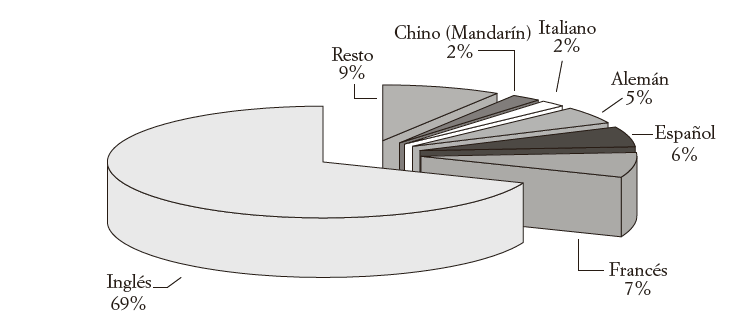 Chino (Mandarín)
2%
Italiano
2%
Resto
9%
Alemán
5%
Español
6%
Francés
7%
Inglés
69%